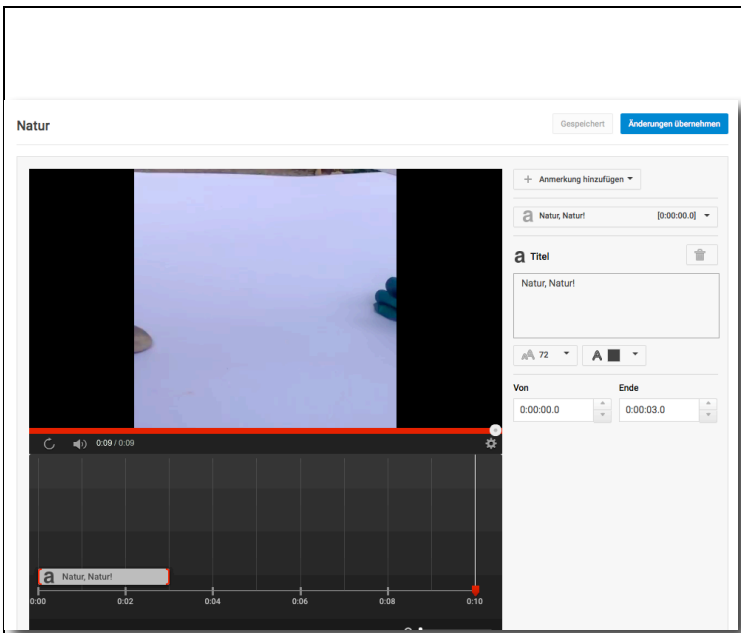 Natur
Gespeichert
Änderungen übernehmen
+ Anmerkung hinzufügen
a Natur, Natur! [0:00:00.0]
a Titel
Natur, Natur!
AA 72 A
Von Ende
0:00:00.0 0:00:03.0
0:09 / 0:09
a Natur, Natur!
0:00 0:02 0:04 0:06 0:08 0:10